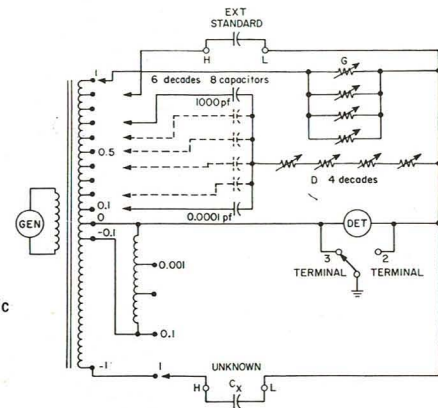 EXT
STANDARD
H L
1
6 decades 8 capacitors
G
1000 pf
0.5
D 4 decades
0.1
0
0.0001 pf
GEN
-0.1
DET
3 2
TERMINAL TERMINAL
0.001
C
0.1
UNKNOWN
-1 1
H Cx L